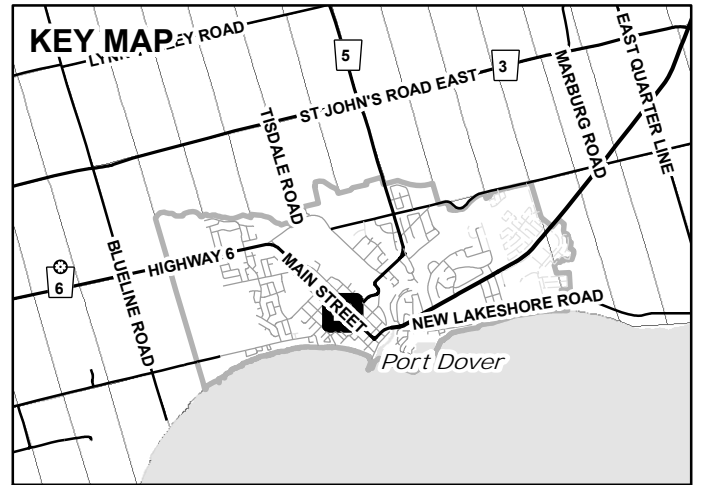 KEY MAP
ROAD
5
3
ST JOHN'S ROAD EAST
TISDALE ROAD
MARBURG ROAD
EAST QUARTER LINE
BLUELINE ROAD
HIGHWAY 6
6
MAIN STREET
NEW LAKESHORE ROAD
Port Dover